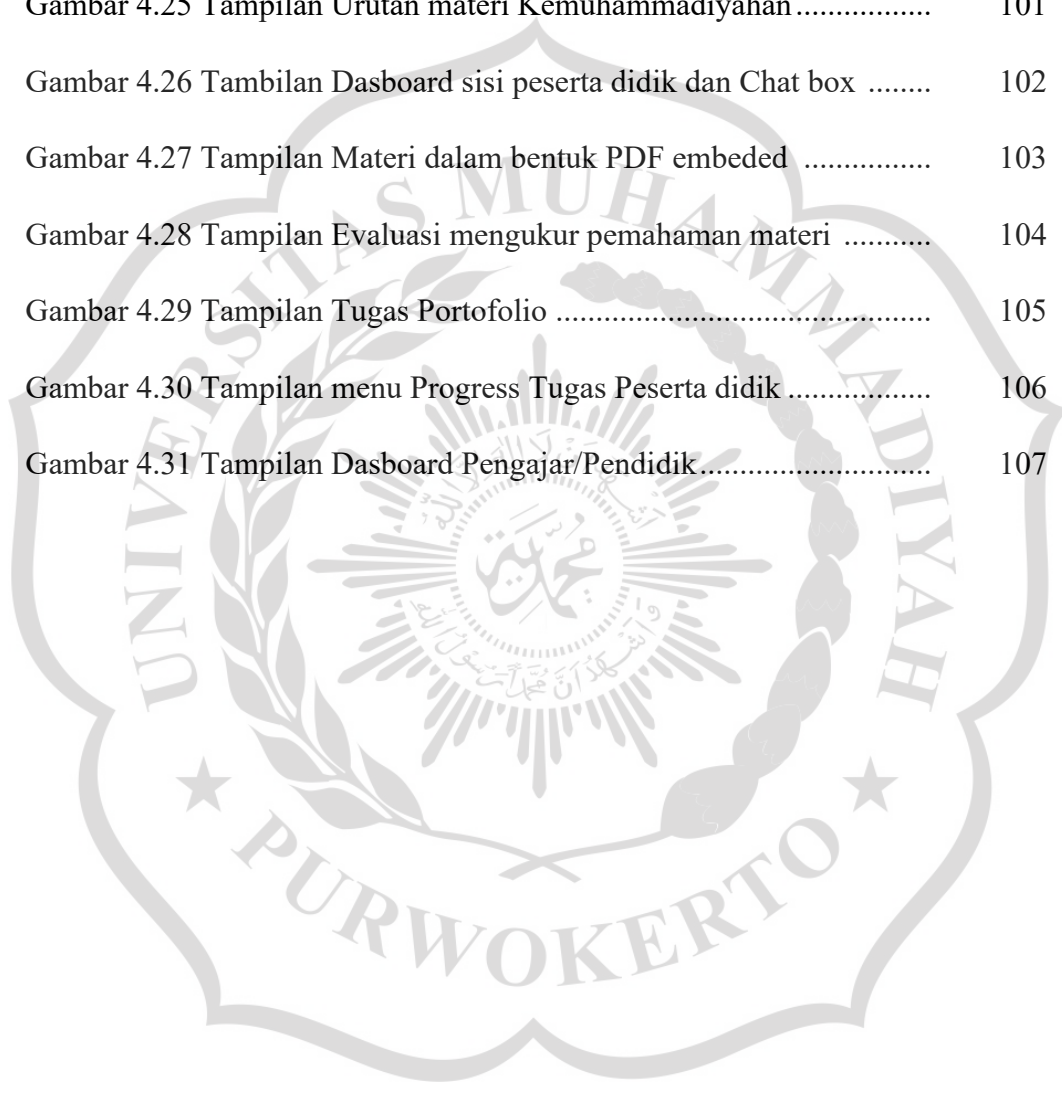 Gambar 4.25 Tampilan Urutan materi Kemuhammadiyahan ................. 101
Gambar 4.26 Tambilan Dasboard sisi peserta didik dan Chat box ........ 102
Gambar 4.27 Tampilan Materi dalam bentuk PDF embeded ................ 103
Gambar 4.28 Tampilan Evaluasi mengukur pemahaman materi ........... 104
Gambar 4.29 Tampilan Tugas Portofolio ............................................. 105
Gambar 4.30 Tampilan menu Progress Tugas Peserta didik ................. 106
Gambar 4.31 Tampilan Dasboard Pengajar/Pendidik ............................ 107
UNIVERSITAS MUHAMMADIYAH
PURWOKERTO
محمد